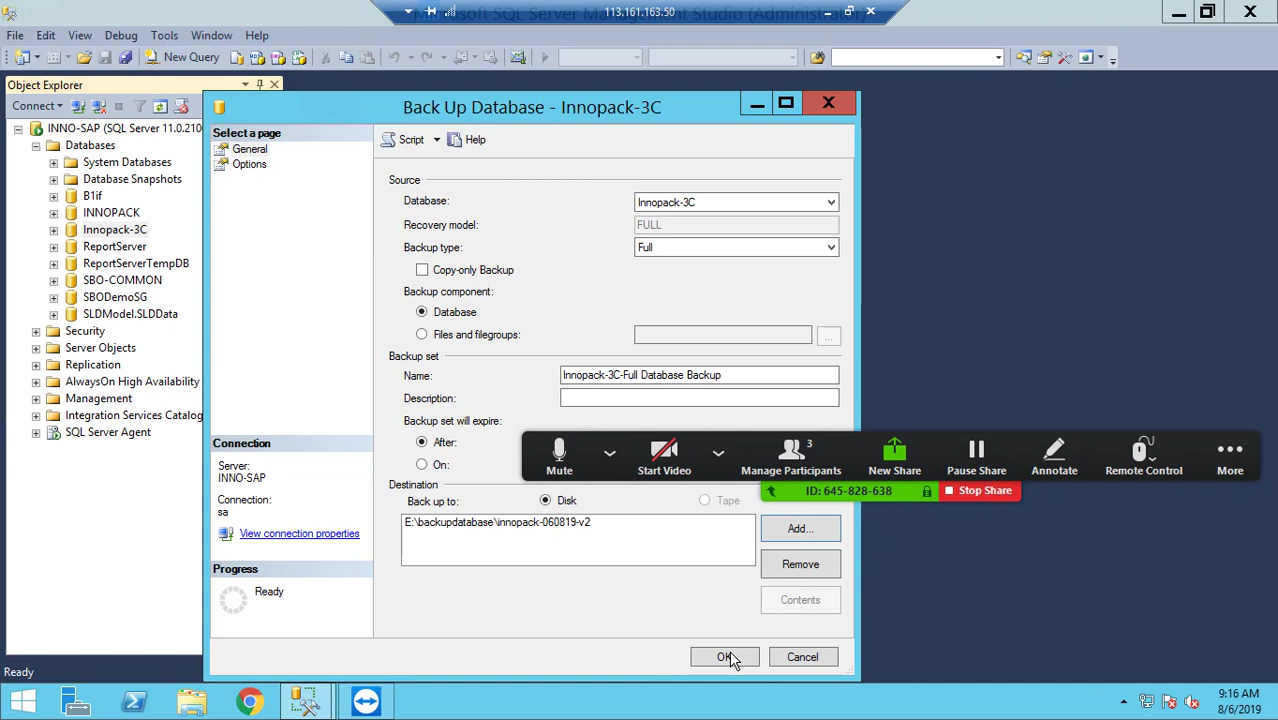 Microsoft SQL Server Management Studio (Administrator)
113.161.163.50
File Edit View Debug Tools Window Help
New Query
Object Explorer
Connect
INNO-SAP (SQL Server 11.0.2100
Databases
System Databases
Database Snapshots
B1if
INNOPACK
Innopack-3C
ReportServer
ReportServerTempDB
SBO-COMMON
SBODemoSG
SLDModel.SLDData
Security
Server Objects
Replication
AlwaysOn High Availability
Management
Integration Services Catalog
SQL Server Agent
Back Up Database - Innopack-3C
Select a page
General
Options
Script Help
Source
Database: Innopack-3C
Recovery model: FULL
Backup type: Full
Copy-only Backup
Backup component:
Database
Files and filegroups:
...
Backup set
Name: Innopack-3C-Full Database Backup
Description:
Backup set will expire:
After:
On:
Destination
Back up to: Disk Tape
E:\backupdatabase\innopack-060819-v2
Add...
Remove
Contents
Connection
Server:
INNO-SAP
Connection:
sa
View connection properties
Progress
Ready
OK Cancel
Mute Start Video 3 Manage Participants New Share Pause Share Annotate Remote Control More
ID: 645-828-638 Stop Share
Ready
9:16 AM
8/6/2019